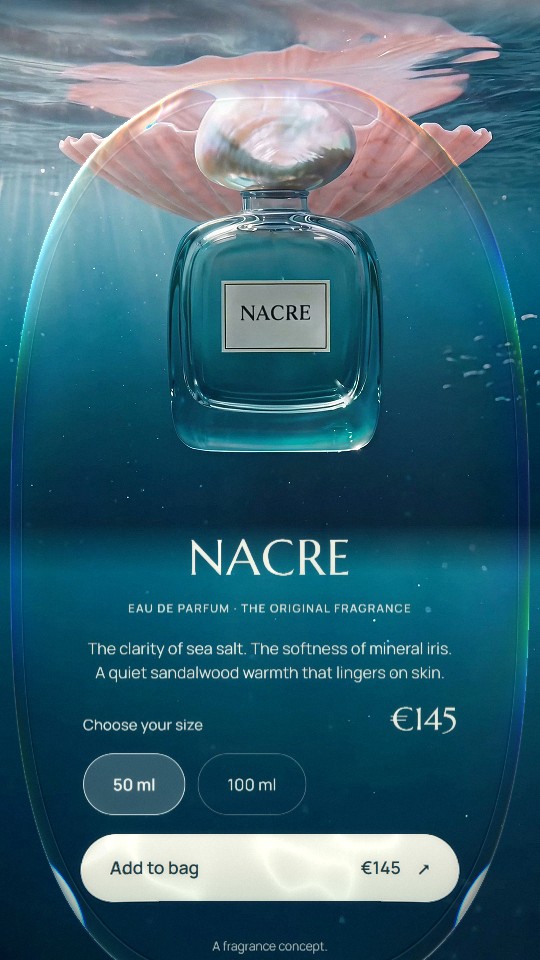 NACRE
NACRE
EAU DE PARFUM · THE ORIGINAL FRAGRANCE
The clarity of sea salt. The softness of mineral iris.
A quiet sandalwood warmth that lingers on skin.
Choose your size
€145
50 ml
100 ml
Add to bag €145 ↗
A fragrance concept.